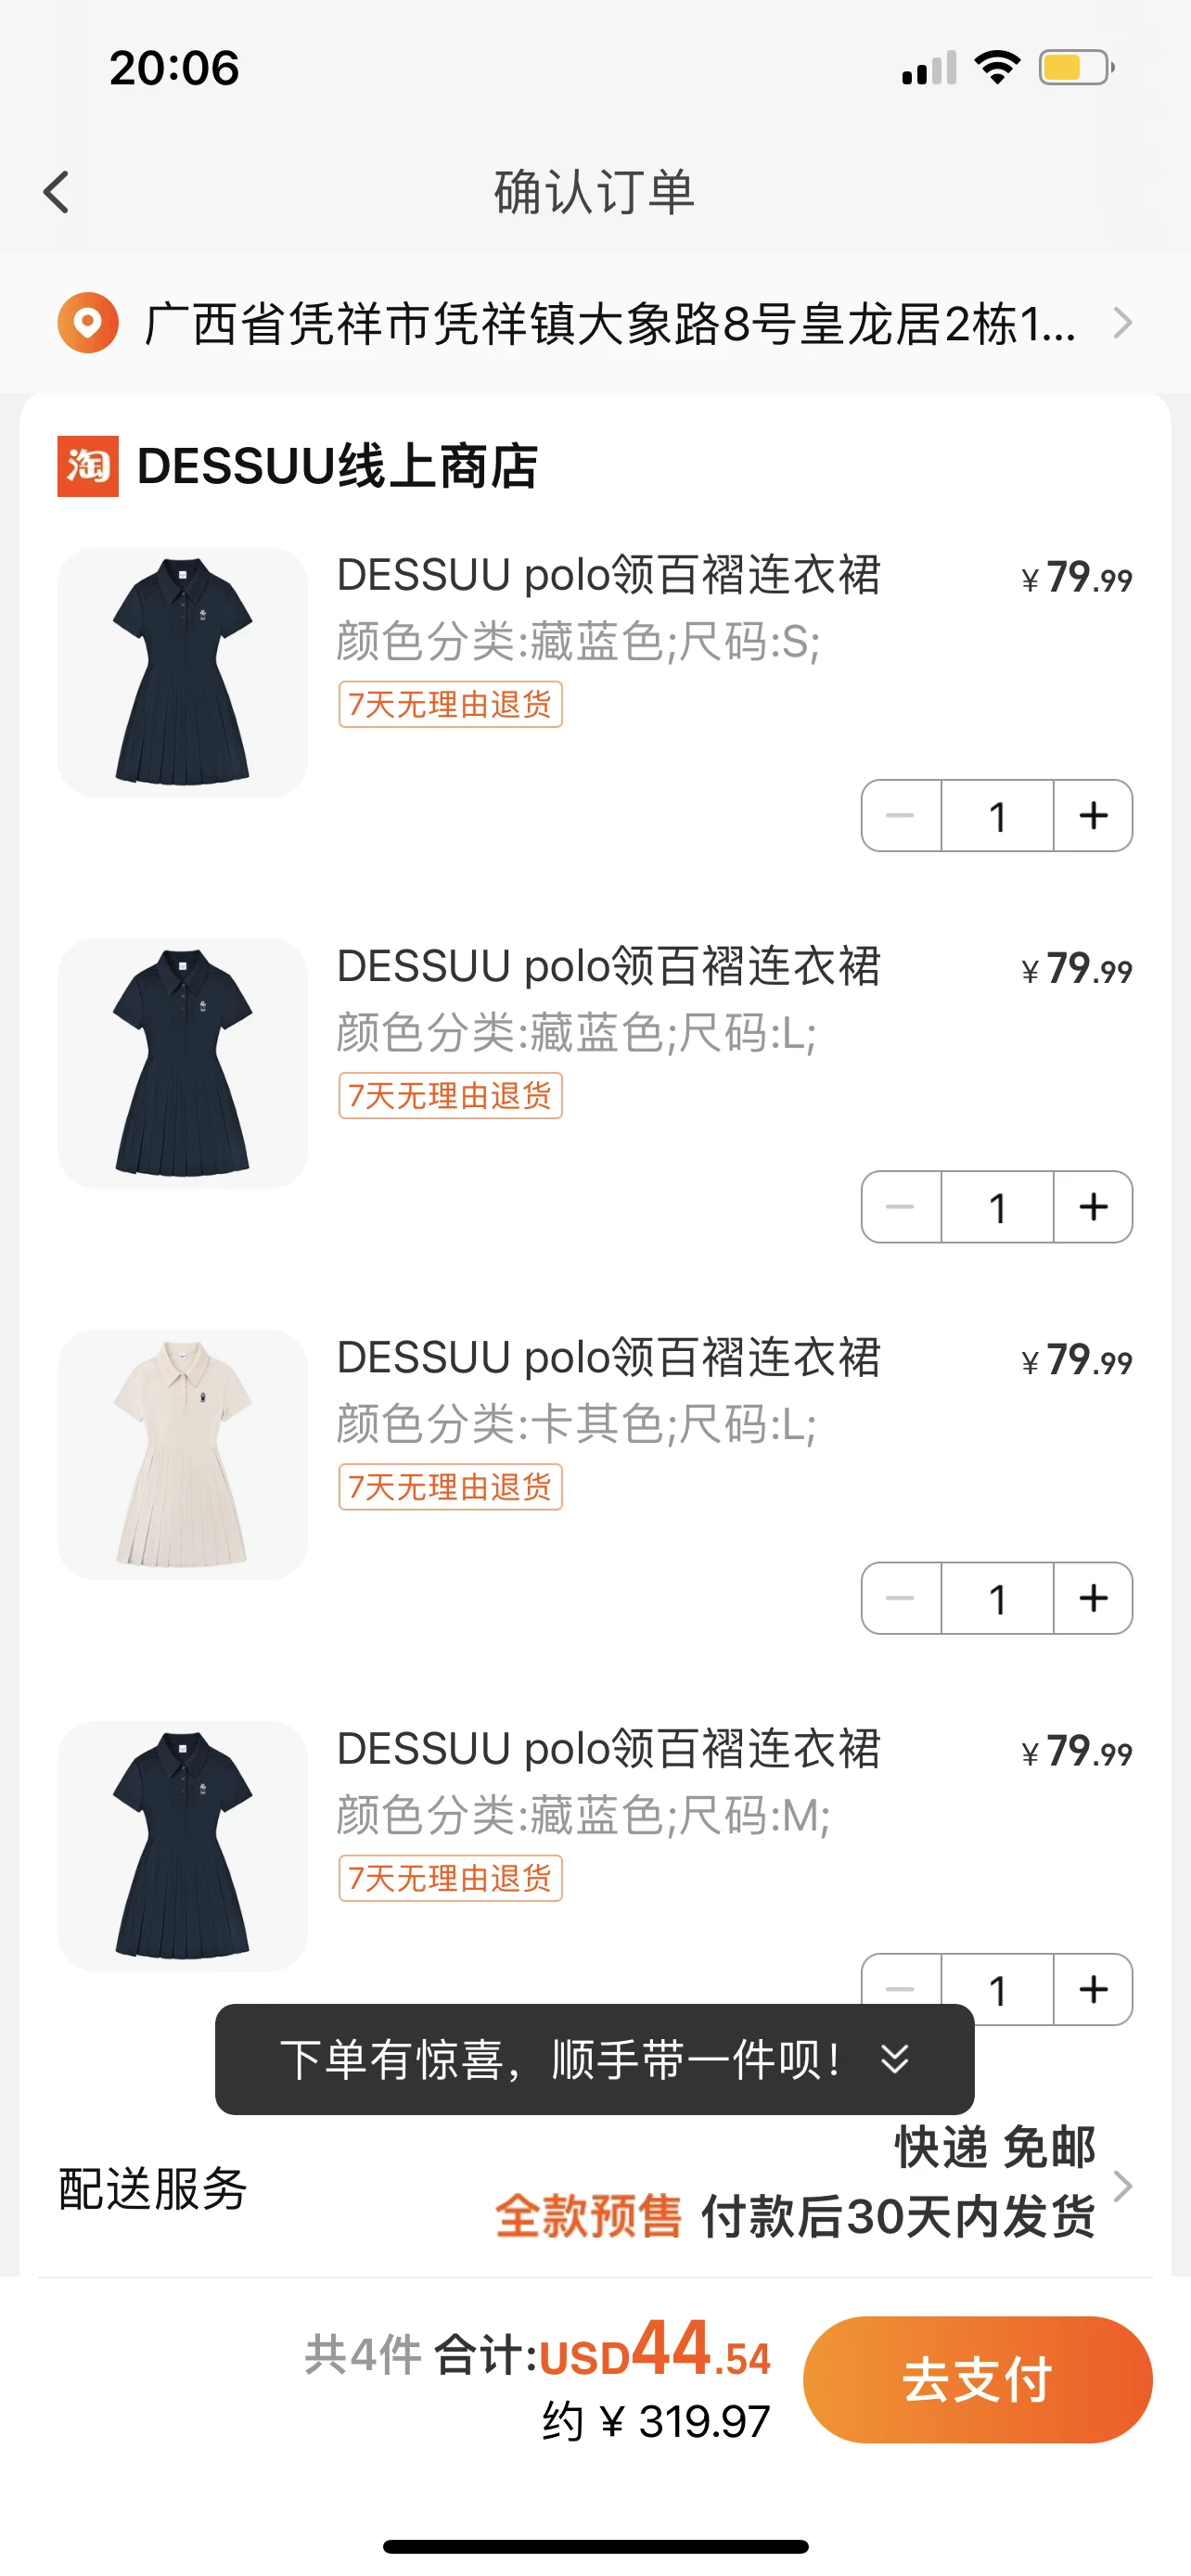 20:06
确认订单
广西省凭祥市凭祥镇大象路8号皇龙居2栋1...
淘 DESSUU线上商店
DESSUU polo领百褶连衣裙 ¥79.99
颜色分类:藏蓝色;尺码:S;
7天无理由退货
1
DESSUU polo领百褶连衣裙 ¥79.99
颜色分类:藏蓝色;尺码:L;
7天无理由退货
1
DESSUU polo领百褶连衣裙 ¥79.99
颜色分类:卡其色;尺码:L;
7天无理由退货
1
DESSUU polo领百褶连衣裙 ¥79.99
颜色分类:藏蓝色;尺码:M;
7天无理由退货
1
下单有惊喜，顺手带一件呗！
快递 免邮
配送服务
全款预售 付款后30天内发货
共4件 合计:USD44.54
约 ¥ 319.97
去支付